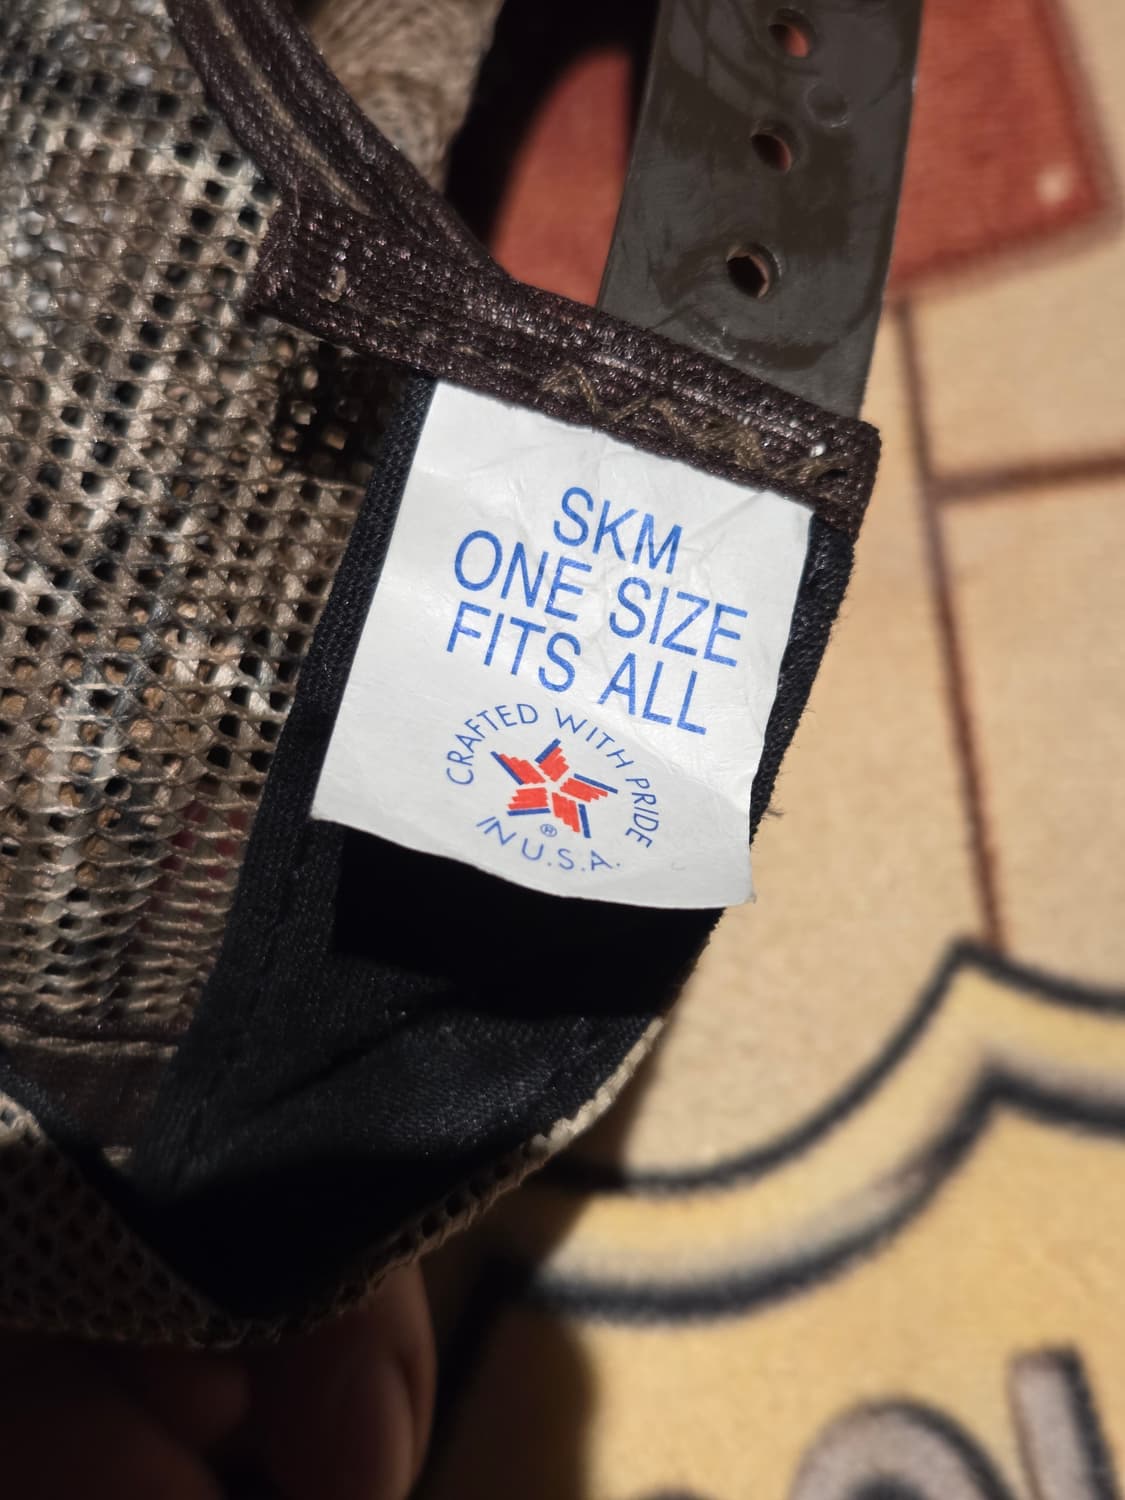 SKM
ONE SIZE
FITS ALL
CRAFTED WITH PRIDE
IN U.S.A.
®